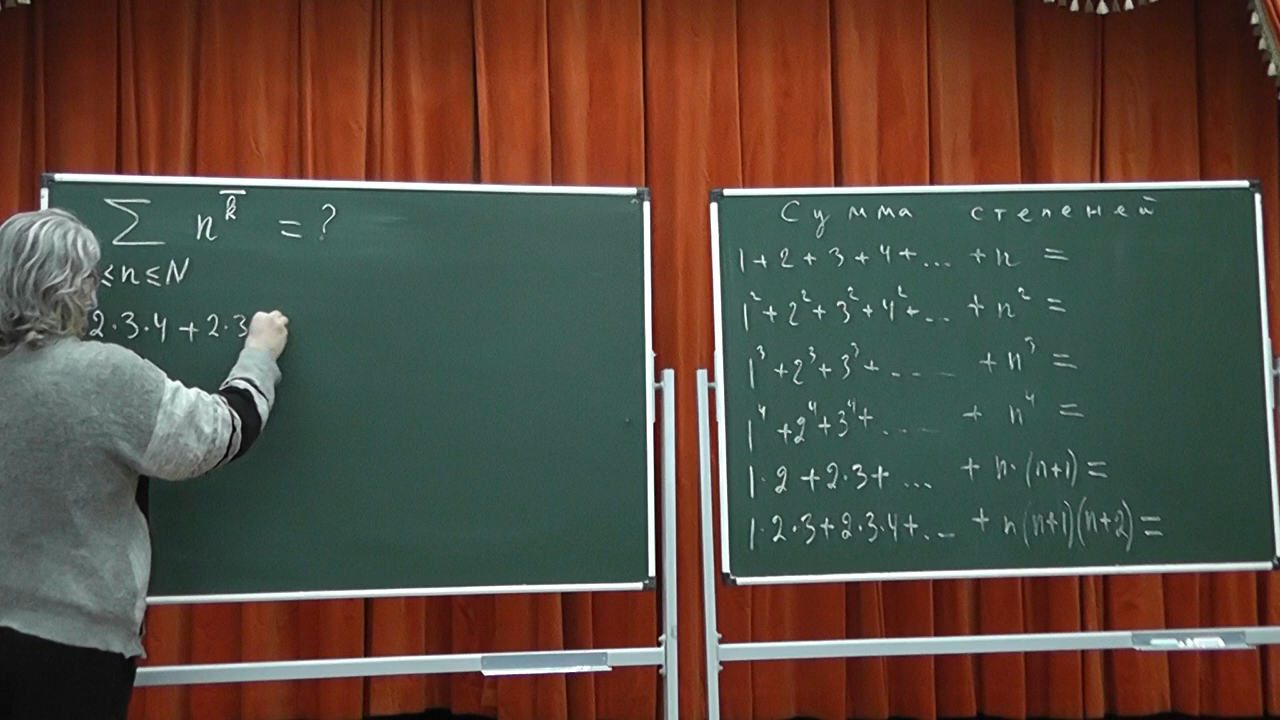 ∑ n^k̅ = ?
≤n≤N
2·3·4 + 2·3
Сумма степеней
1+2+3+4+... +n =
1²+2²+3²+4²+... +n² =
1³+2³+3³+.... +n³ =
1⁴+2⁴+3⁴+.... + n⁴ =
1·2+2·3+... + n·(n+1)=
1·2·3+2·3·4+... + n(n+1)(n+2)=